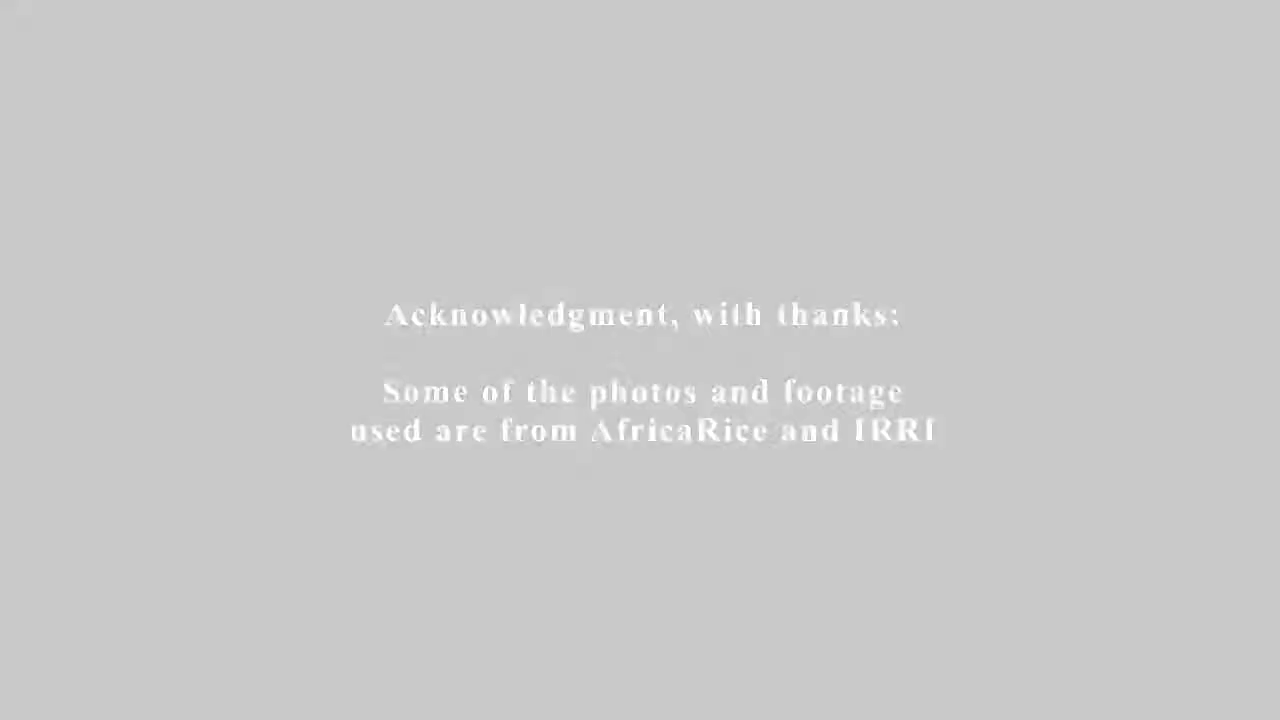 Acknowledgment, with thanks:
Some of the photos and footage
used are from AfricaRice and IRRI